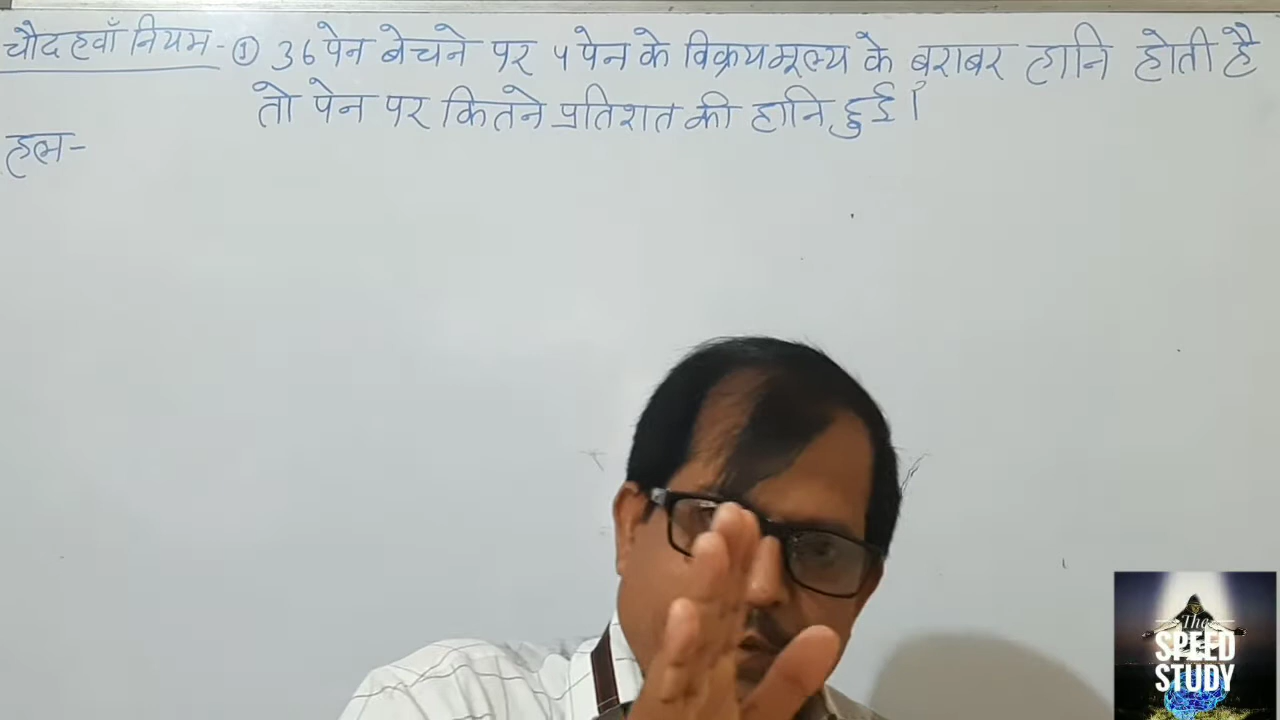 चौदहवाँ नियम- ① 36 पेन बेचने पर 4 पेन के विक्रयमूल्य के बराबर हानि होती है
तो पेन पर कितने प्रतिशत की हानि हुई।
हल-
The
SPEED
STUDY